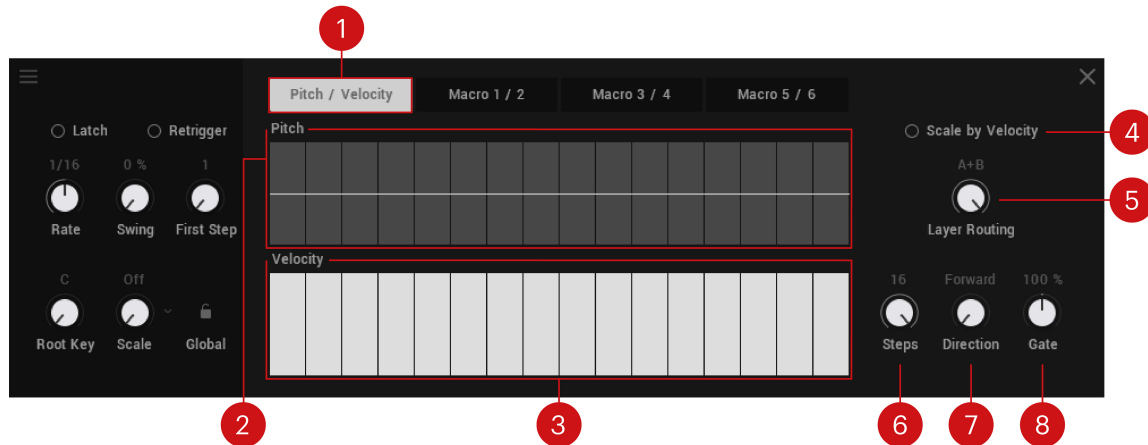 1
Pitch / Velocity
Macro 1 / 2
Macro 3 / 4
Macro 5 / 6
Latch
Retrigger
Pitch
Scale by Velocity
4
1/16
0 %
1
A+B
2
5
Rate
Swing
First Step
Layer Routing
Velocity
C
Off
16
Forward
100 %
Root Key
Scale
Global
Steps
Direction
Gate
3
6
7
8